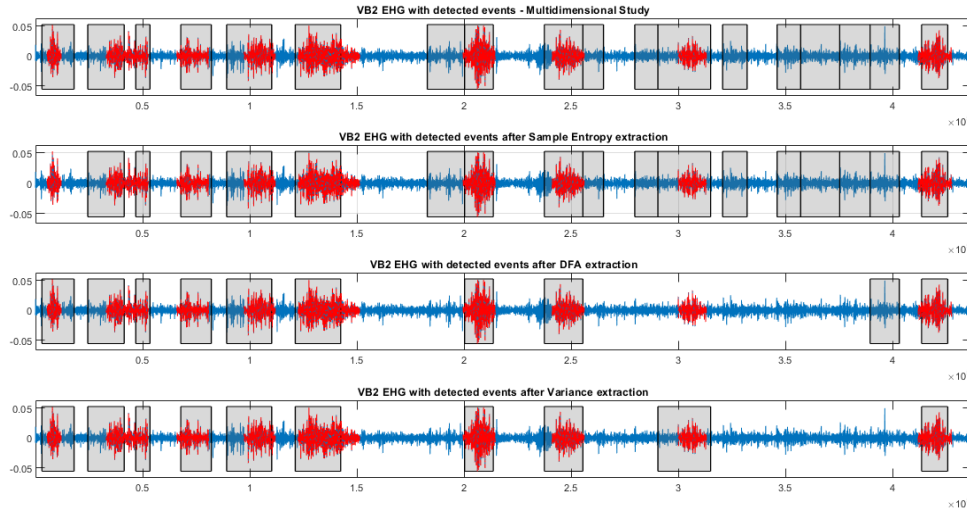 VB2 EHG with detected events - Multidimensional Study
0.05
0
-0.05
0.5 1 1.5 2 2.5 3 3.5 4
×10
VB2 EHG with detected events after Sample Entropy extraction
0.05
0
-0.05
0.5 1 1.5 2 2.5 3 3.5 4
×10
VB2 EHG with detected events after DFA extraction
0.05
0
-0.05
0.5 1 1.5 2 2.5 3 3.5 4
×10
VB2 EHG with detected events after Variance extraction
0.05
0
-0.05
0.5 1 1.5 2 2.5 3 3.5 4
×10